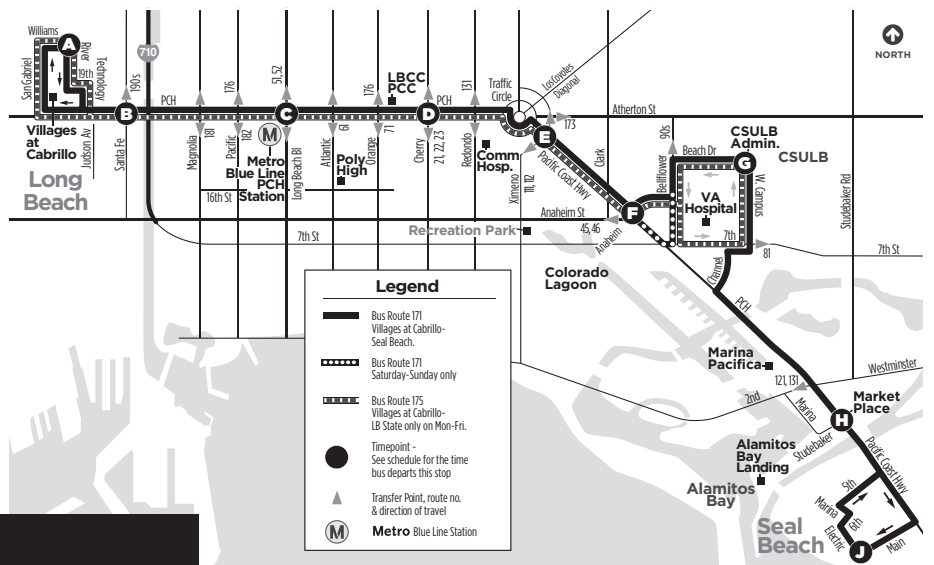 Williams
A
River
19th
Technology
San Gabriel
Villages
at
Cabrillo
Judson Av
Long
Beach
190s
710
B
Santa Fe
PCH
176
51, 52
176
LBCC
PCC
131
PCH
Traffic
Circle
Los Coyotes
Diagonal
Atherton St
173
NORTH
C
D
E
Magnolia
181
Pacific
182
M
Metro
Blue Line
PCH
Station
Long Beach Bl
Atlantic
61
Poly
High
Orange
71
Cherry
21, 22, 23
Redondo
Comm
Hosp.
Ximeno
111, 112
Pacific Coast Hwy
Clark
90s
Bellflower
Beach Dr
CSULB
Admin.
G
CSULB
W. Campus
VA
Hospital
7th
Studebaker Rd
16th St
Anaheim St
F
45, 46
Anaheim
Recreation Park
7th St
81
7th St
Channel
Colorado
Lagoon
PCH
Marina
Pacifica
121, 131
Westminster
2nd
Marina
Market
Place
H
Studebaker
Pacific Coast Hwy
Alamitos
Bay
Landing
Alamitos
Bay
5th
Marina
6th
Electric
Main
J
Seal
Beach
Legend
Bus Route 171
Villages at Cabrillo-
Seal Beach.
Bus Route 171
Saturday-Sunday only
Bus Route 175
Villages at Cabrillo-
LB State only on Mon-Fri.
Timepoint -
See schedule for the time
bus departs this stop
Transfer Point, route no.
& direction of travel
M
Metro Blue Line Station